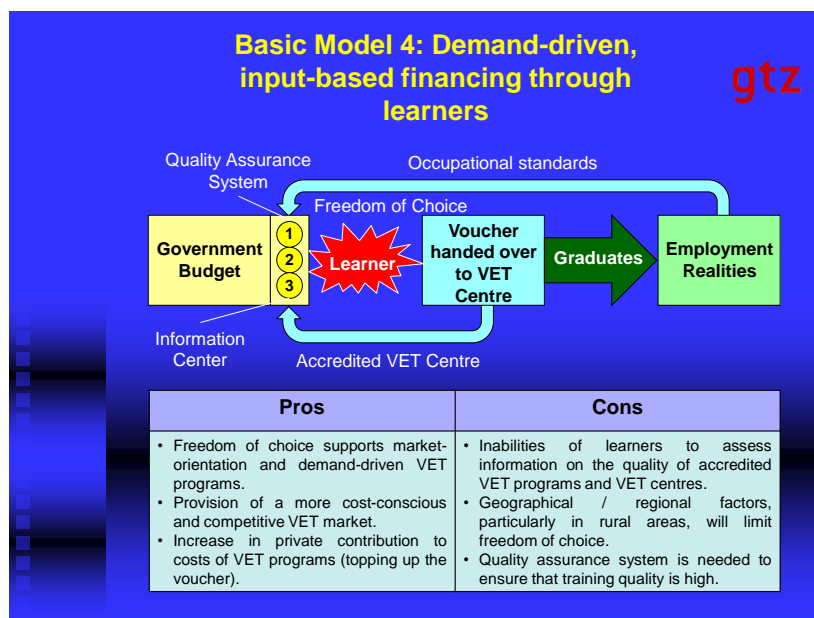 Basic Model 4: Demand-driven,
input-based financing through
learners
gtz
Quality Assurance
System
Occupational standards
Freedom of Choice
Government
Budget
1
2
3
Learner
Voucher
handed over
to VET
Centre
Graduates
Employment
Realities
Information
Center
Accredited VET Centre
Pros
• Freedom of choice supports market-
orientation and demand-driven VET
programs.
• Provision of a more cost-conscious
and competitive VET market.
• Increase in private contribution to
costs of VET programs (topping up the
voucher).
Cons
• Inabilities of learners to assess
information on the quality of accredited
VET programs and VET centres.
• Geographical / regional factors,
particularly in rural areas, will limit
freedom of choice.
• Quality assurance system is needed to
ensure that training quality is high.